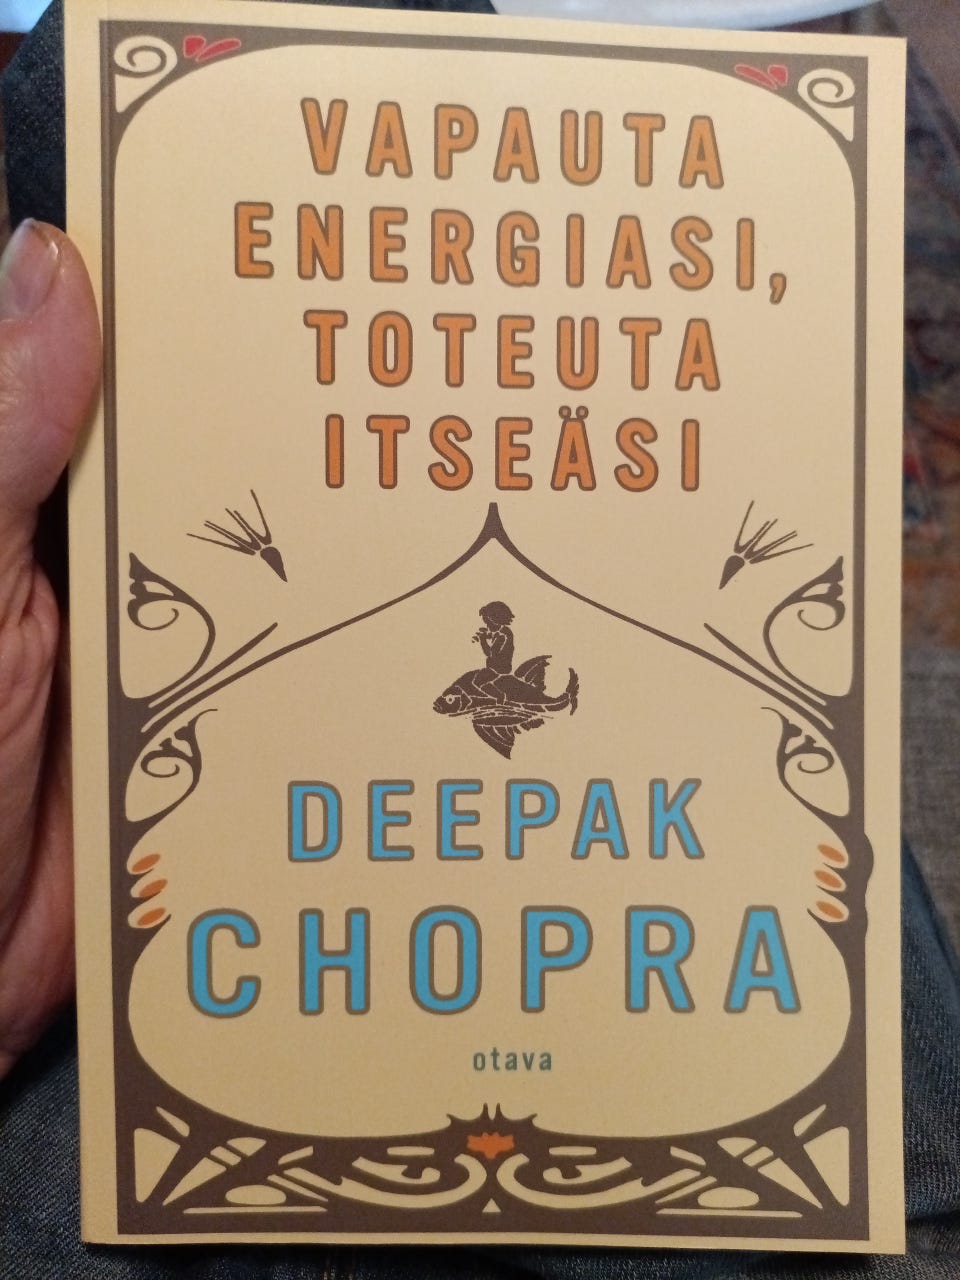 VAPAUTA
ENERGIASI,
TOTEUTA
ITSEÄSI
DEEPAK
CHOPRA
otava